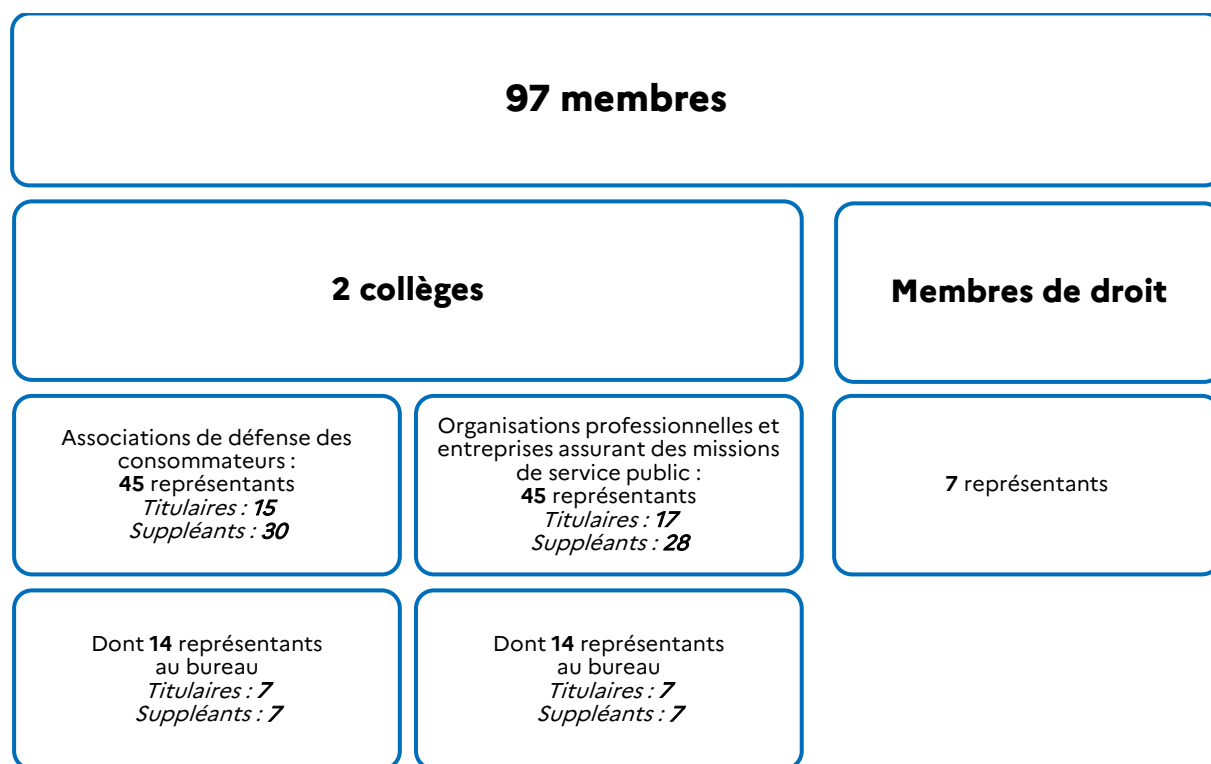 97 membres
2 collèges
Membres de droit
Associations de défense des
consommateurs :
45 représentants
Titulaires : 15
Suppléants : 30
Organisations professionnelles et
entreprises assurant des missions
de service public :
45 représentants
Titulaires : 17
Suppléants : 28
7 représentants
Dont 14 représentants
au bureau
Titulaires : 7
Suppléants : 7
Dont 14 représentants
au bureau
Titulaires : 7
Suppléants : 7